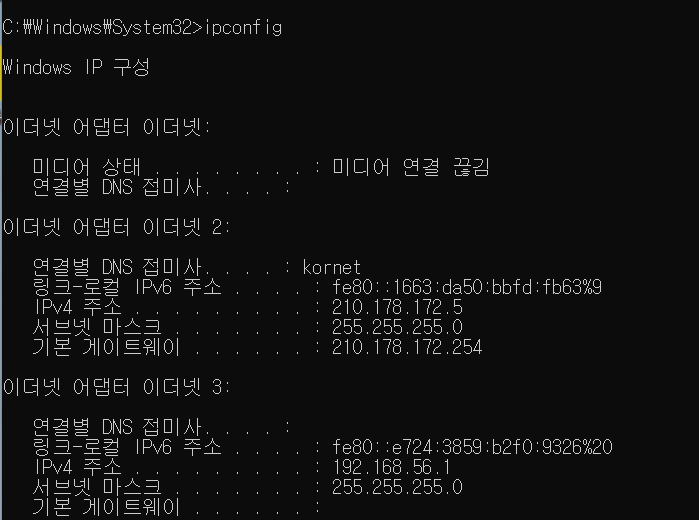 C:₩Windows₩System32>ipconfig
Windows IP 구성
이더넷 어댑터 이더넷:
미디어 상태 . . . . . . . . : 미디어 연결 끊김
연결별 DNS 접미사. . . . :
이더넷 어댑터 이더넷 2:
연결별 DNS 접미사. . . . : kornet
링크-로컬 IPv6 주소 . . . . : fe80::1663:da50:bbfd:fb63%9
IPv4 주소 . . . . . . . . . : 210.178.172.5
서브넷 마스크 . . . . . . . : 255.255.255.0
기본 게이트웨이 . . . . . . : 210.178.172.254
이더넷 어댑터 이더넷 3:
연결별 DNS 접미사. . . . :
링크-로컬 IPv6 주소 . . . . : fe80::e724:3859:b2f0:9326%20
IPv4 주소 . . . . . . . . . : 192.168.56.1
서브넷 마스크 . . . . . . . : 255.255.255.0
기본 게이트웨이 . . . . . . :